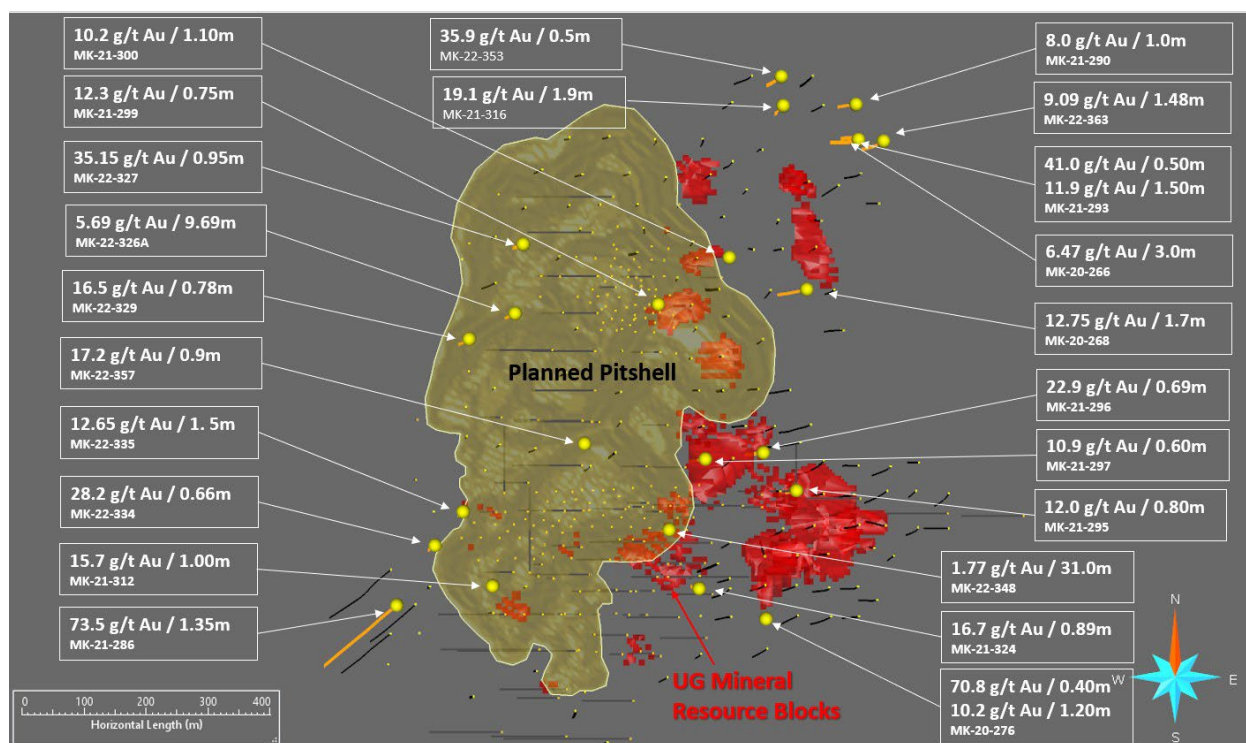 10.2 g/t Au / 1.10m
MK-21-300
12.3 g/t Au / 0.75m
MK-21-299
35.15 g/t Au / 0.95m
MK-22-327
5.69 g/t Au / 9.69m
MK-22-326A
16.5 g/t Au / 0.78m
MK-22-329
17.2 g/t Au / 0.9m
MK-22-357
12.65 g/t Au / 1. 5m
MK-22-335
28.2 g/t Au / 0.66m
MK-22-334
15.7 g/t Au / 1.00m
MK-21-312
73.5 g/t Au / 1.35m
MK-21-286
35.9 g/t Au / 0.5m
MK-22-353
19.1 g/t Au / 1.9m
MK-21-316
Planned Pitshell
UG Mineral
Resource Blocks
8.0 g/t Au / 1.0m
MK-21-290
9.09 g/t Au / 1.48m
MK-22-363
41.0 g/t Au / 0.50m
11.9 g/t Au / 1.50m
MK-21-293
6.47 g/t Au / 3.0m
MK-20-266
12.75 g/t Au / 1.7m
MK-20-268
22.9 g/t Au / 0.69m
MK-21-296
10.9 g/t Au / 0.60m
MK-21-297
12.0 g/t Au / 0.80m
MK-21-295
1.77 g/t Au / 31.0m
MK-22-348
16.7 g/t Au / 0.89m
MK-21-324
70.8 g/t Au / 0.40m
10.2 g/t Au / 1.20m
MK-20-276
N
W E
S
0 100 200 300 400
Horizontal Length (m)